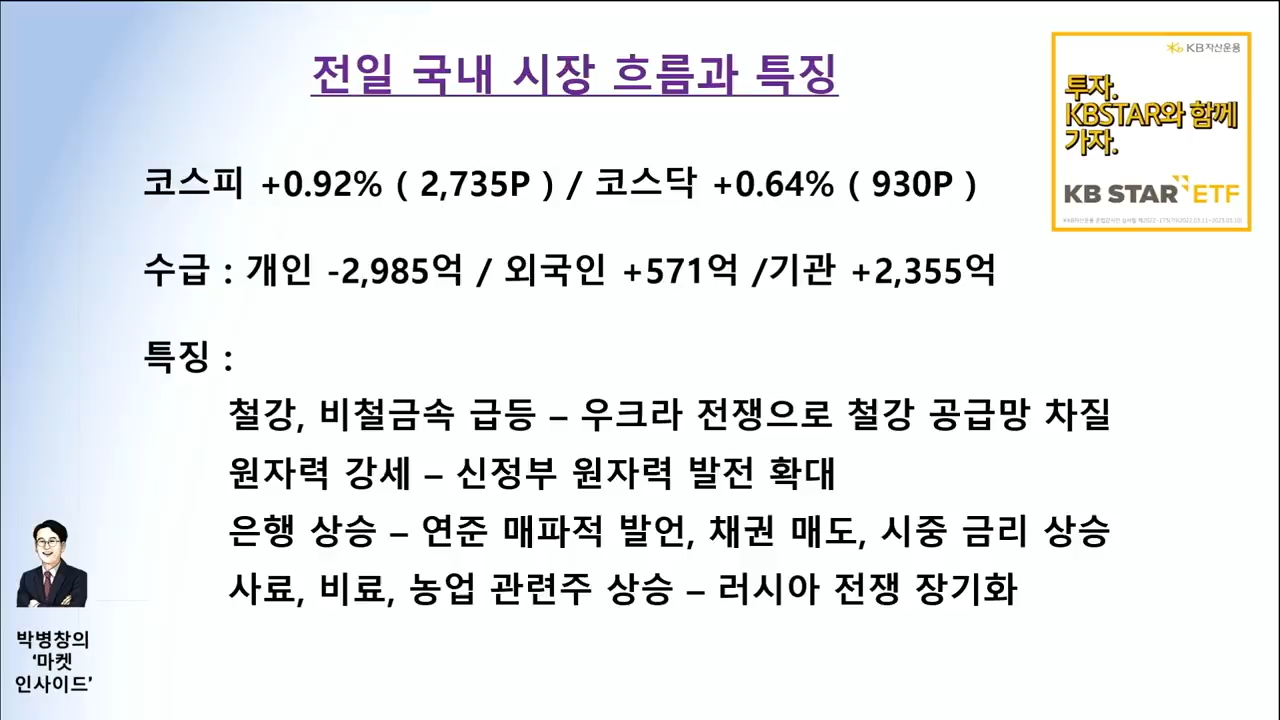 전일 국내 시장 흐름과 특징
KB자산운용
투자.
KBSTAR와 함께
가자.
KB STAR ETF
코스피 +0.92% ( 2,735P ) / 코스닥 +0.64% ( 930P )
수급 : 개인 -2,985억 / 외국인 +571억 /기관 +2,355억
특징 :
철강, 비철금속 급등 – 우크라 전쟁으로 철강 공급망 차질
원자력 강세 – 신정부 원자력 발전 확대
은행 상승 – 연준 매파적 발언, 채권 매도, 시중 금리 상승
사료, 비료, 농업 관련주 상승 – 러시아 전쟁 장기화
박병창의
‘마켓
인사이드’